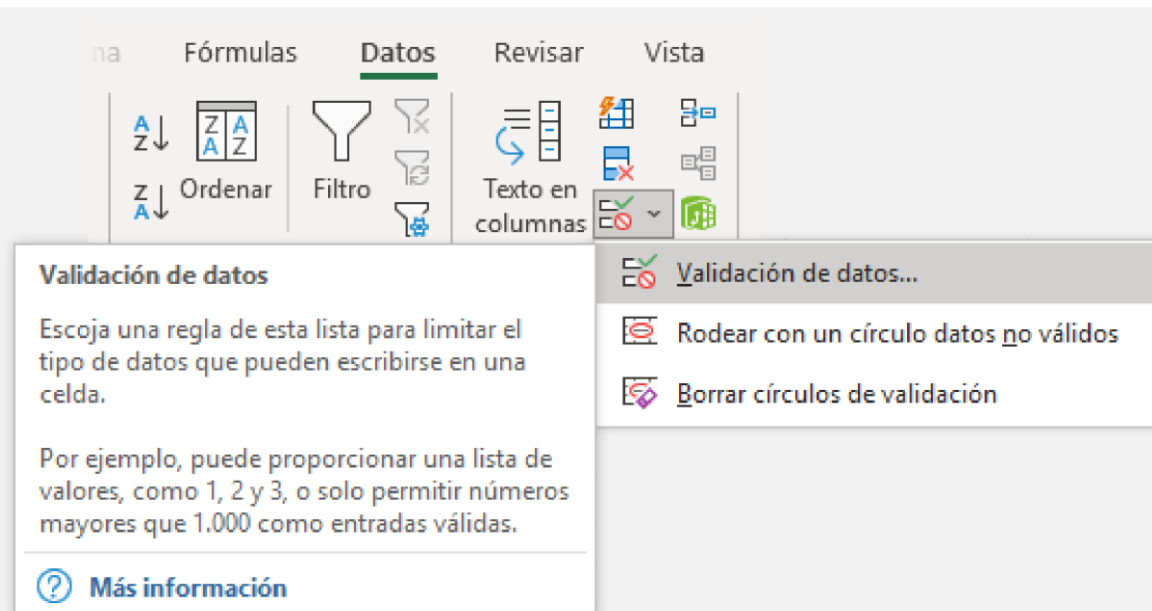 na Fórmulas Datos Revisar Vista
Ordenar
Filtro
Texto en
columnas
Validación de datos
Escoja una regla de esta lista para limitar el
tipo de datos que pueden escribirse en una
celda.
Por ejemplo, puede proporcionar una lista de
valores, como 1, 2 y 3, o solo permitir números
mayores que 1.000 como entradas válidas.
Más información
Validación de datos...
Rodear con un círculo datos no válidos
Borrar círculos de validación